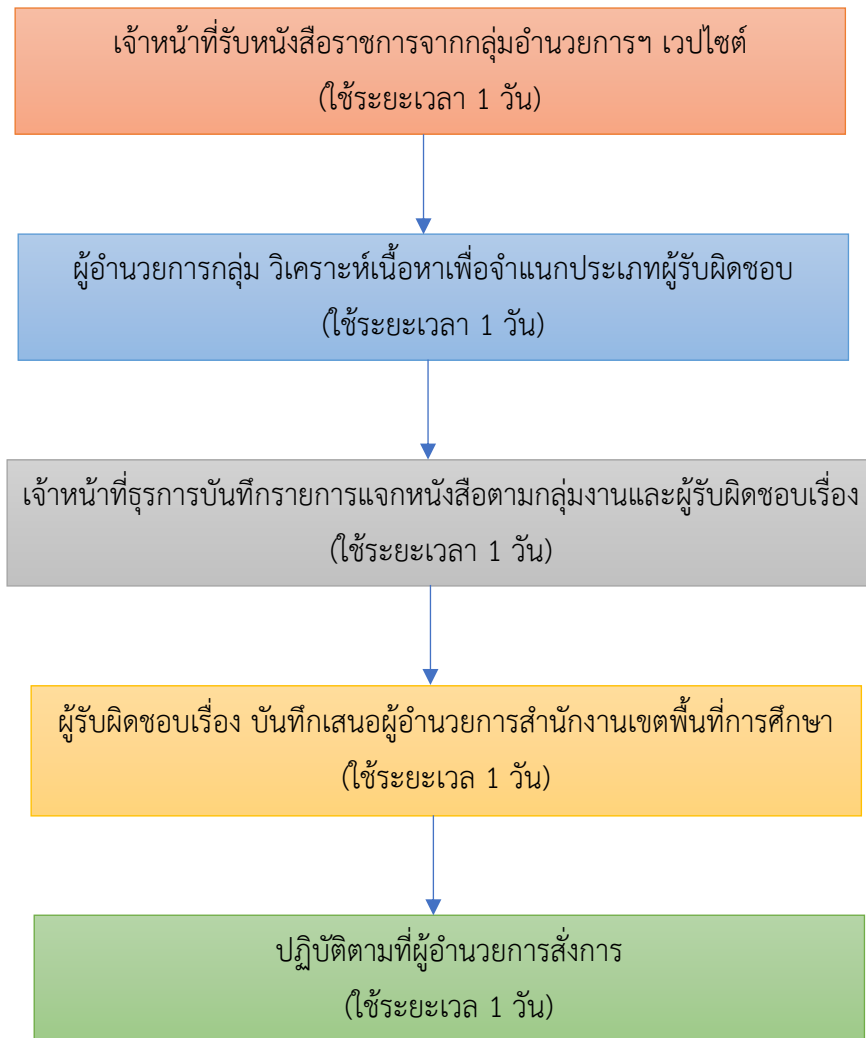 เจ้าหน้าที่รับหนังสือราชการจากกลุ่มอำนวยการฯ เวปไซต์
(ใช้ระยะเวลา 1 วัน)
ผู้อำนวยการกลุ่ม วิเคราะห์เนื้อหาเพื่อจำแนกประเภทผู้รับผิดชอบ
(ใช้ระยะเวลา 1 วัน)
เจ้าหน้าที่ธุรการบันทึกรายการแจกหนังสือตามกลุ่มงานและผู้รับผิดชอบเรื่อง
(ใช้ระยะเวลา 1 วัน)
ผู้รับผิดชอบเรื่อง บันทึกเสนอผู้อำนวยการสำนักงานเขตพื้นที่การศึกษา
(ใช้ระยะเวล 1 วัน)
ปฏิบัติตามที่ผู้อำนวยการสั่งการ
(ใช้ระยะเวล 1 วัน)